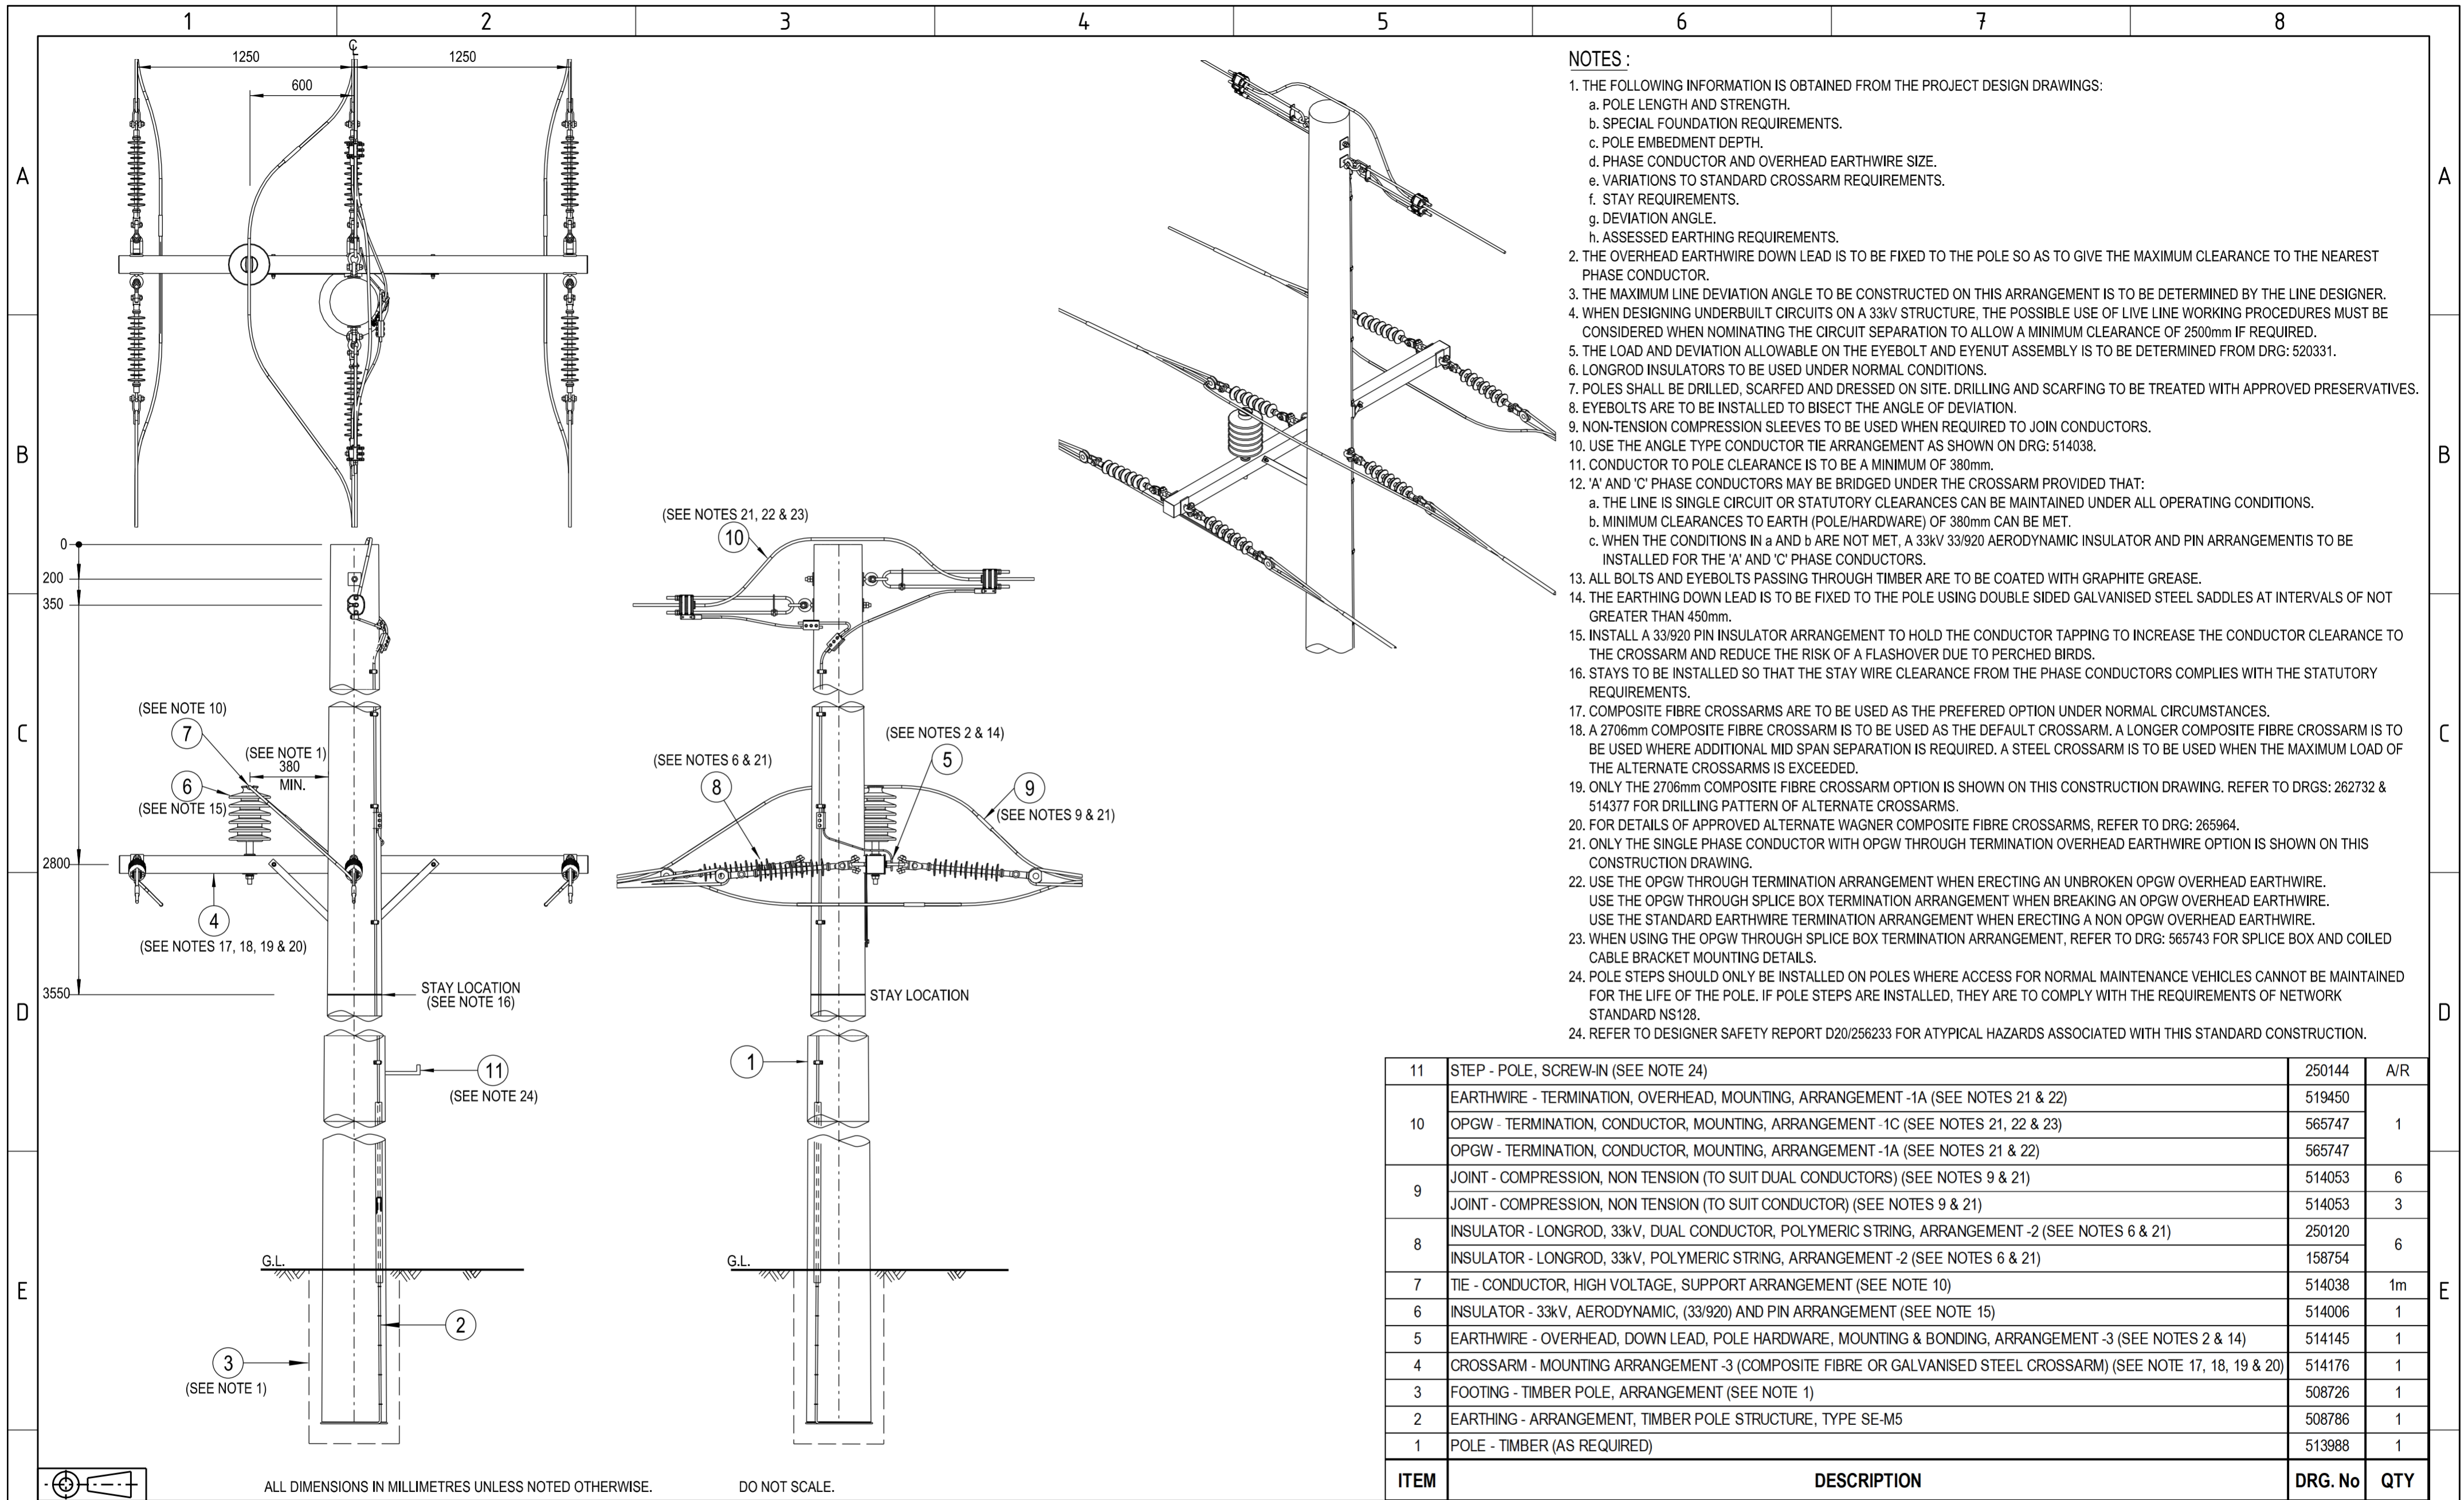 1 2 3 4 5 6 7 8
A
B
C
D
E
A
B
C
D
E
1250
℄
1250
600
0
200
350
2800
3550
(SEE NOTE 10)
7
(SEE NOTE 1)
380
MIN.
6
(SEE NOTE 15)
4
(SEE NOTES 17, 18, 19 & 20)
STAY LOCATION
(SEE NOTE 16)
11
(SEE NOTE 24)
G.L.
2
3
(SEE NOTE 1)
(SEE NOTES 21, 22 & 23)
10
(SEE NOTES 2 & 14)
5
(SEE NOTES 6 & 21)
8
9
(SEE NOTES 9 & 21)
STAY LOCATION
1
G.L.
ALL DIMENSIONS IN MILLIMETRES UNLESS NOTED OTHERWISE.
DO NOT SCALE.
NOTES :
1. THE FOLLOWING INFORMATION IS OBTAINED FROM THE PROJECT DESIGN DRAWINGS:
a. POLE LENGTH AND STRENGTH.
b. SPECIAL FOUNDATION REQUIREMENTS.
c. POLE EMBEDMENT DEPTH.
d. PHASE CONDUCTOR AND OVERHEAD EARTHWIRE SIZE.
e. VARIATIONS TO STANDARD CROSSARM REQUIREMENTS.
f. STAY REQUIREMENTS.
g. DEVIATION ANGLE.
h. ASSESSED EARTHING REQUIREMENTS.
2. THE OVERHEAD EARTHWIRE DOWN LEAD IS TO BE FIXED TO THE POLE SO AS TO GIVE THE MAXIMUM CLEARANCE TO THE NEAREST
PHASE CONDUCTOR.
3. THE MAXIMUM LINE DEVIATION ANGLE TO BE CONSTRUCTED ON THIS ARRANGEMENT IS TO BE DETERMINED BY THE LINE DESIGNER.
4. WHEN DESIGNING UNDERBUILT CIRCUITS ON A 33kV STRUCTURE, THE POSSIBLE USE OF LIVE LINE WORKING PROCEDURES MUST BE
CONSIDERED WHEN NOMINATING THE CIRCUIT SEPARATION TO ALLOW A MINIMUM CLEARANCE OF 2500mm IF REQUIRED.
5. THE LOAD AND DEVIATION ALLOWABLE ON THE EYEBOLT AND EYENUT ASSEMBLY IS TO BE DETERMINED FROM DRG: 520331.
6. LONGROD INSULATORS TO BE USED UNDER NORMAL CONDITIONS.
7. POLES SHALL BE DRILLED, SCARFED AND DRESSED ON SITE. DRILLING AND SCARFING TO BE TREATED WITH APPROVED PRESERVATIVES.
8. EYEBOLTS ARE TO BE INSTALLED TO BISECT THE ANGLE OF DEVIATION.
9. NON-TENSION COMPRESSION SLEEVES TO BE USED WHEN REQUIRED TO JOIN CONDUCTORS.
10. USE THE ANGLE TYPE CONDUCTOR TIE ARRANGEMENT AS SHOWN ON DRG: 514038.
11. CONDUCTOR TO POLE CLEARANCE IS TO BE A MINIMUM OF 380mm.
12. 'A' AND 'C' PHASE CONDUCTORS MAY BE BRIDGED UNDER THE CROSSARM PROVIDED THAT:
a. THE LINE IS SINGLE CIRCUIT OR STATUTORY CLEARANCES CAN BE MAINTAINED UNDER ALL OPERATING CONDITIONS.
b. MINIMUM CLEARANCES TO EARTH (POLE/HARDWARE) OF 380mm CAN BE MET.
c. WHEN THE CONDITIONS IN a AND b ARE NOT MET, A 33kV 33/920 AERODYNAMIC INSULATOR AND PIN ARRANGEMENTIS TO BE
INSTALLED FOR THE 'A' AND 'C' PHASE CONDUCTORS.
13. ALL BOLTS AND EYEBOLTS PASSING THROUGH TIMBER ARE TO BE COATED WITH GRAPHITE GREASE.
14. THE EARTHING DOWN LEAD IS TO BE FIXED TO THE POLE USING DOUBLE SIDED GALVANISED STEEL SADDLES AT INTERVALS OF NOT
GREATER THAN 450mm.
15. INSTALL A 33/920 PIN INSULATOR ARRANGEMENT TO HOLD THE CONDUCTOR TAPPING TO INCREASE THE CONDUCTOR CLEARANCE TO
THE CROSSARM AND REDUCE THE RISK OF A FLASHOVER DUE TO PERCHED BIRDS.
16. STAYS TO BE INSTALLED SO THAT THE STAY WIRE CLEARANCE FROM THE PHASE CONDUCTORS COMPLIES WITH THE STATUTORY
REQUIREMENTS.
17. COMPOSITE FIBRE CROSSARMS ARE TO BE USED AS THE PREFERED OPTION UNDER NORMAL CIRCUMSTANCES.
18. A 2706mm COMPOSITE FIBRE CROSSARM IS TO BE USED AS THE DEFAULT CROSSARM. A LONGER COMPOSITE FIBRE CROSSARM IS TO
BE USED WHERE ADDITIONAL MID SPAN SEPARATION IS REQUIRED. A STEEL CROSSARM IS TO BE USED WHEN THE MAXIMUM LOAD OF
THE ALTERNATE CROSSARMS IS EXCEEDED.
19. ONLY THE 2706mm COMPOSITE FIBRE CROSSARM OPTION IS SHOWN ON THIS CONSTRUCTION DRAWING. REFER TO DRGS: 262732 &
514377 FOR DRILLING PATTERN OF ALTERNATE CROSSARMS.
20. FOR DETAILS OF APPROVED ALTERNATE WAGNER COMPOSITE FIBRE CROSSARMS, REFER TO DRG: 265964.
21. ONLY THE SINGLE PHASE CONDUCTOR WITH OPGW THROUGH TERMINATION OVERHEAD EARTHWIRE OPTION IS SHOWN ON THIS
CONSTRUCTION DRAWING.
22. USE THE OPGW THROUGH TERMINATION ARRANGEMENT WHEN ERECTING AN UNBROKEN OPGW OVERHEAD EARTHWIRE.
USE THE OPGW THROUGH SPLICE BOX TERMINATION ARRANGEMENT WHEN BREAKING AN OPGW OVERHEAD EARTHWIRE.
USE THE STANDARD EARTHWIRE TERMINATION ARRANGEMENT WHEN ERECTING A NON OPGW OVERHEAD EARTHWIRE.
23. WHEN USING THE OPGW THROUGH SPLICE BOX TERMINATION ARRANGEMENT, REFER TO DRG: 565743 FOR SPLICE BOX AND COILED
CABLE BRACKET MOUNTING DETAILS.
24. POLE STEPS SHOULD ONLY BE INSTALLED ON POLES WHERE ACCESS FOR NORMAL MAINTENANCE VEHICLES CANNOT BE MAINTAINED
FOR THE LIFE OF THE POLE. IF POLE STEPS ARE INSTALLED, THEY ARE TO COMPLY WITH THE REQUIREMENTS OF NETWORK
STANDARD NS128.
24. REFER TO DESIGNER SAFETY REPORT D20/256233 FOR ATYPICAL HAZARDS ASSOCIATED WITH THIS STANDARD CONSTRUCTION.
11 STEP - POLE, SCREW-IN (SEE NOTE 24) 250144 A/R
EARTHWIRE - TERMINATION, OVERHEAD, MOUNTING, ARRANGEMENT -1A (SEE NOTES 21 & 22) 519450
10 OPGW - TERMINATION, CONDUCTOR, MOUNTING, ARRANGEMENT -1C (SEE NOTES 21, 22 & 23) 565747 1
OPGW - TERMINATION, CONDUCTOR, MOUNTING, ARRANGEMENT -1A (SEE NOTES 21 & 22) 565747
9 JOINT - COMPRESSION, NON TENSION (TO SUIT DUAL CONDUCTORS) (SEE NOTES 9 & 21) 514053 6
JOINT - COMPRESSION, NON TENSION (TO SUIT CONDUCTOR) (SEE NOTES 9 & 21) 514053 3
8 INSULATOR - LONGROD, 33kV, DUAL CONDUCTOR, POLYMERIC STRING, ARRANGEMENT -2 (SEE NOTES 6 & 21) 250120 6
INSULATOR - LONGROD, 33kV, POLYMERIC STRING, ARRANGEMENT -2 (SEE NOTES 6 & 21) 158754
7 TIE - CONDUCTOR, HIGH VOLTAGE, SUPPORT ARRANGEMENT (SEE NOTE 10) 514038 1m
6 INSULATOR - 33kV, AERODYNAMIC, (33/920) AND PIN ARRANGEMENT (SEE NOTE 15) 514006 1
5 EARTHWIRE - OVERHEAD, DOWN LEAD, POLE HARDWARE, MOUNTING & BONDING, ARRANGEMENT -3 (SEE NOTES 2 & 14) 514145 1
4 CROSSARM - MOUNTING ARRANGEMENT -3 (COMPOSITE FIBRE OR GALVANISED STEEL CROSSARM) (SEE NOTE 17, 18, 19 & 20) 514176 1
3 FOOTING - TIMBER POLE, ARRANGEMENT (SEE NOTE 1) 508726 1
2 EARTHING - ARRANGEMENT, TIMBER POLE STRUCTURE, TYPE SE-M5 508786 1
1 POLE - TIMBER (AS REQUIRED) 513988 1
ITEM DESCRIPTION DRG. No QTY